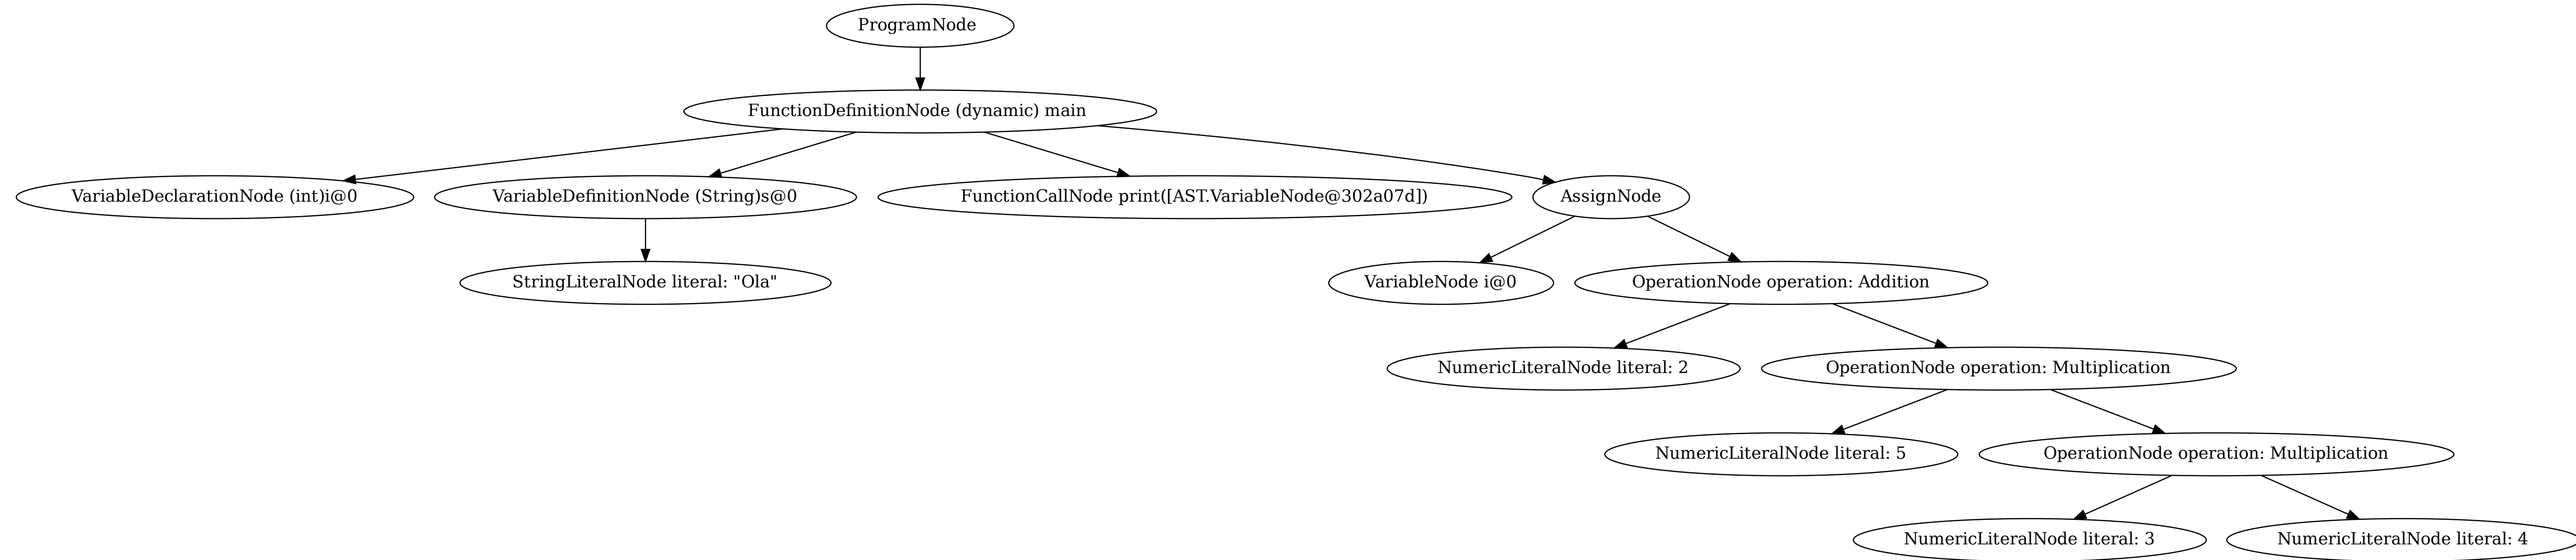 ProgramNode
FunctionDefinitionNode (dynamic) main
VariableDeclarationNode (int)i@0
VariableDefinitionNode (String)s@0
FunctionCallNode print([AST.VariableNode@302a07d])
AssignNode
StringLiteralNode literal: "Ola"
VariableNode i@0
OperationNode operation: Addition
NumericLiteralNode literal: 2
OperationNode operation: Multiplication
NumericLiteralNode literal: 5
OperationNode operation: Multiplication
NumericLiteralNode literal: 3
NumericLiteralNode literal: 4